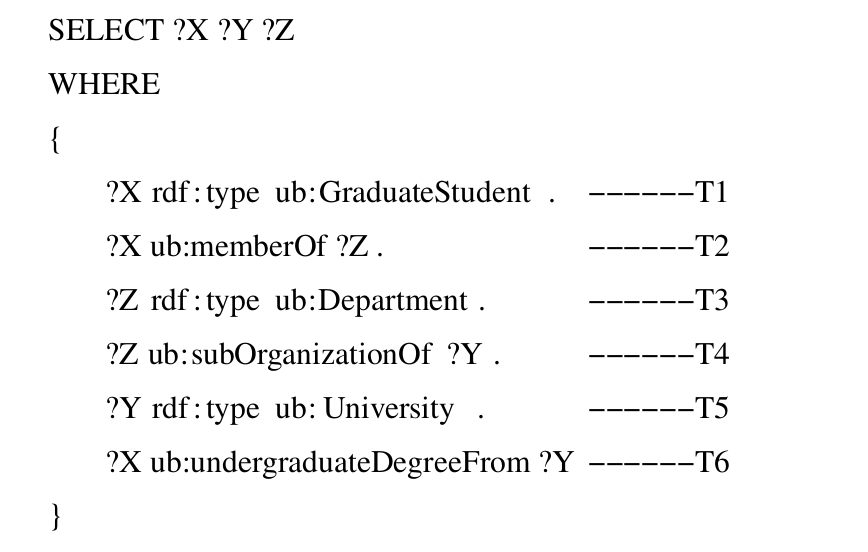 SELECT ?X ?Y ?Z
WHERE
{
?X rdf:type ub:GraduateStudent . ------T1
?X ub:memberOf ?Z . ------T2
?Z rdf:type ub:Department . ------T3
?Z ub:subOrganizationOf ?Y . ------T4
?Y rdf:type ub: University . ------T5
?X ub:undergraduateDegreeFrom ?Y ------T6
}